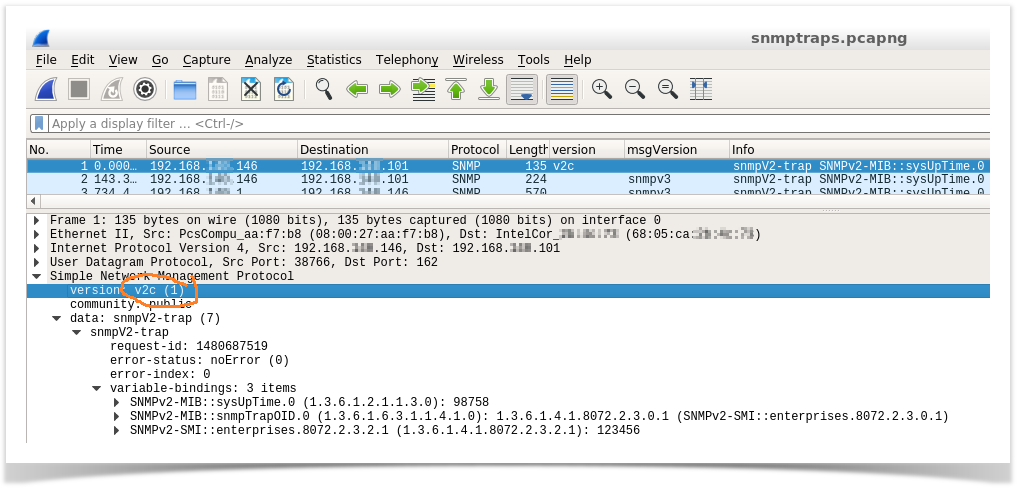 snmptraps.pcapng
File Edit View Go Capture Analyze Statistics Telephony Wireless Tools Help
Apply a display filter ... <Ctrl-/>
No. Time Source Destination Protocol Length version msgVersion Info
1 0.000… 192.168. .146 192.168. .101 SNMP 135 v2c snmpV2-trap SNMPv2-MIB::sysUpTime.0
2 143.3… 192.168. .146 192.168. .101 SNMP 224 snmpv3 snmpV2-trap SNMPv2-MIB::sysUpTime.0
3 734.4 192.168. 192.168. .146 SNMP 570 snmpv3 snmpV2-trap SNMPv2-MIB::sysUpTime.0
Frame 1: 135 bytes on wire (1080 bits), 135 bytes captured (1080 bits) on interface 0
Ethernet II, Src: PcsCompu_aa:f7:b8 (08:00:27:aa:f7:b8), Dst: IntelCor_ (68:05:ca: )
Internet Protocol Version 4, Src: 192.168. .146, Dst: 192.168. .101
User Datagram Protocol, Src Port: 38766, Dst Port: 162
Simple Network Management Protocol
version: v2c (1)
community: public
data: snmpV2-trap (7)
snmpV2-trap
request-id: 1480687519
error-status: noError (0)
error-index: 0
variable-bindings: 3 items
SNMPv2-MIB::sysUpTime.0 (1.3.6.1.2.1.1.3.0): 98758
SNMPv2-MIB::snmpTrapOID.0 (1.3.6.1.6.3.1.1.4.1.0): 1.3.6.1.4.1.8072.2.3.0.1 (SNMPv2-SMI::enterprises.8072.2.3.0.1)
SNMPv2-SMI::enterprises.8072.2.3.2.1 (1.3.6.1.4.1.8072.2.3.2.1): 123456